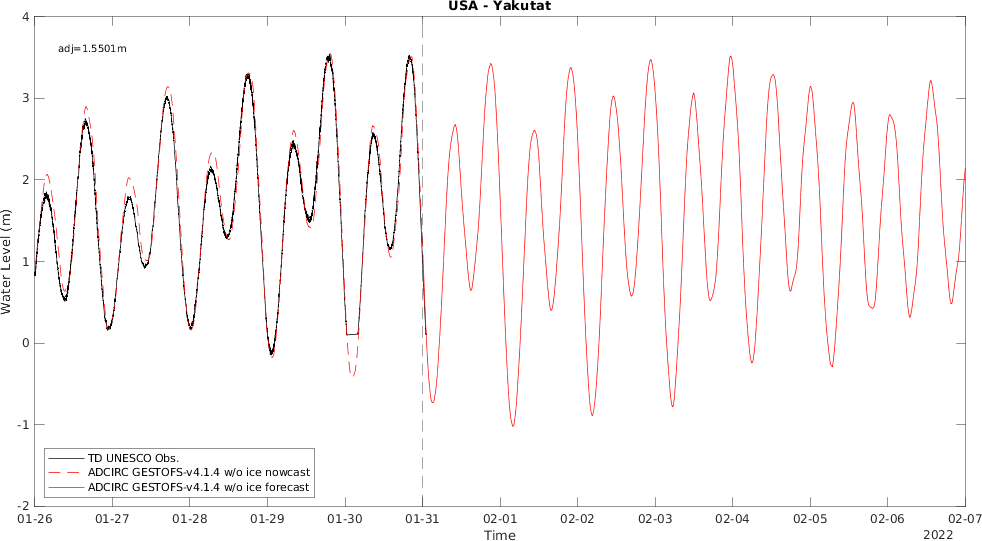 USA - Yakutat
adj=1.5501m
4
3
2
1
0
-1
-2
Water Level (m)
TD UNESCO Obs.
ADCIRC GESTOFS-v4.1.4 w/o ice nowcast
ADCIRC GESTOFS-v4.1.4 w/o ice forecast
01-26 01-27 01-28 01-29 01-30 01-31 02-01 02-02 02-03 02-04 02-05 02-06 02-07
Time
2022